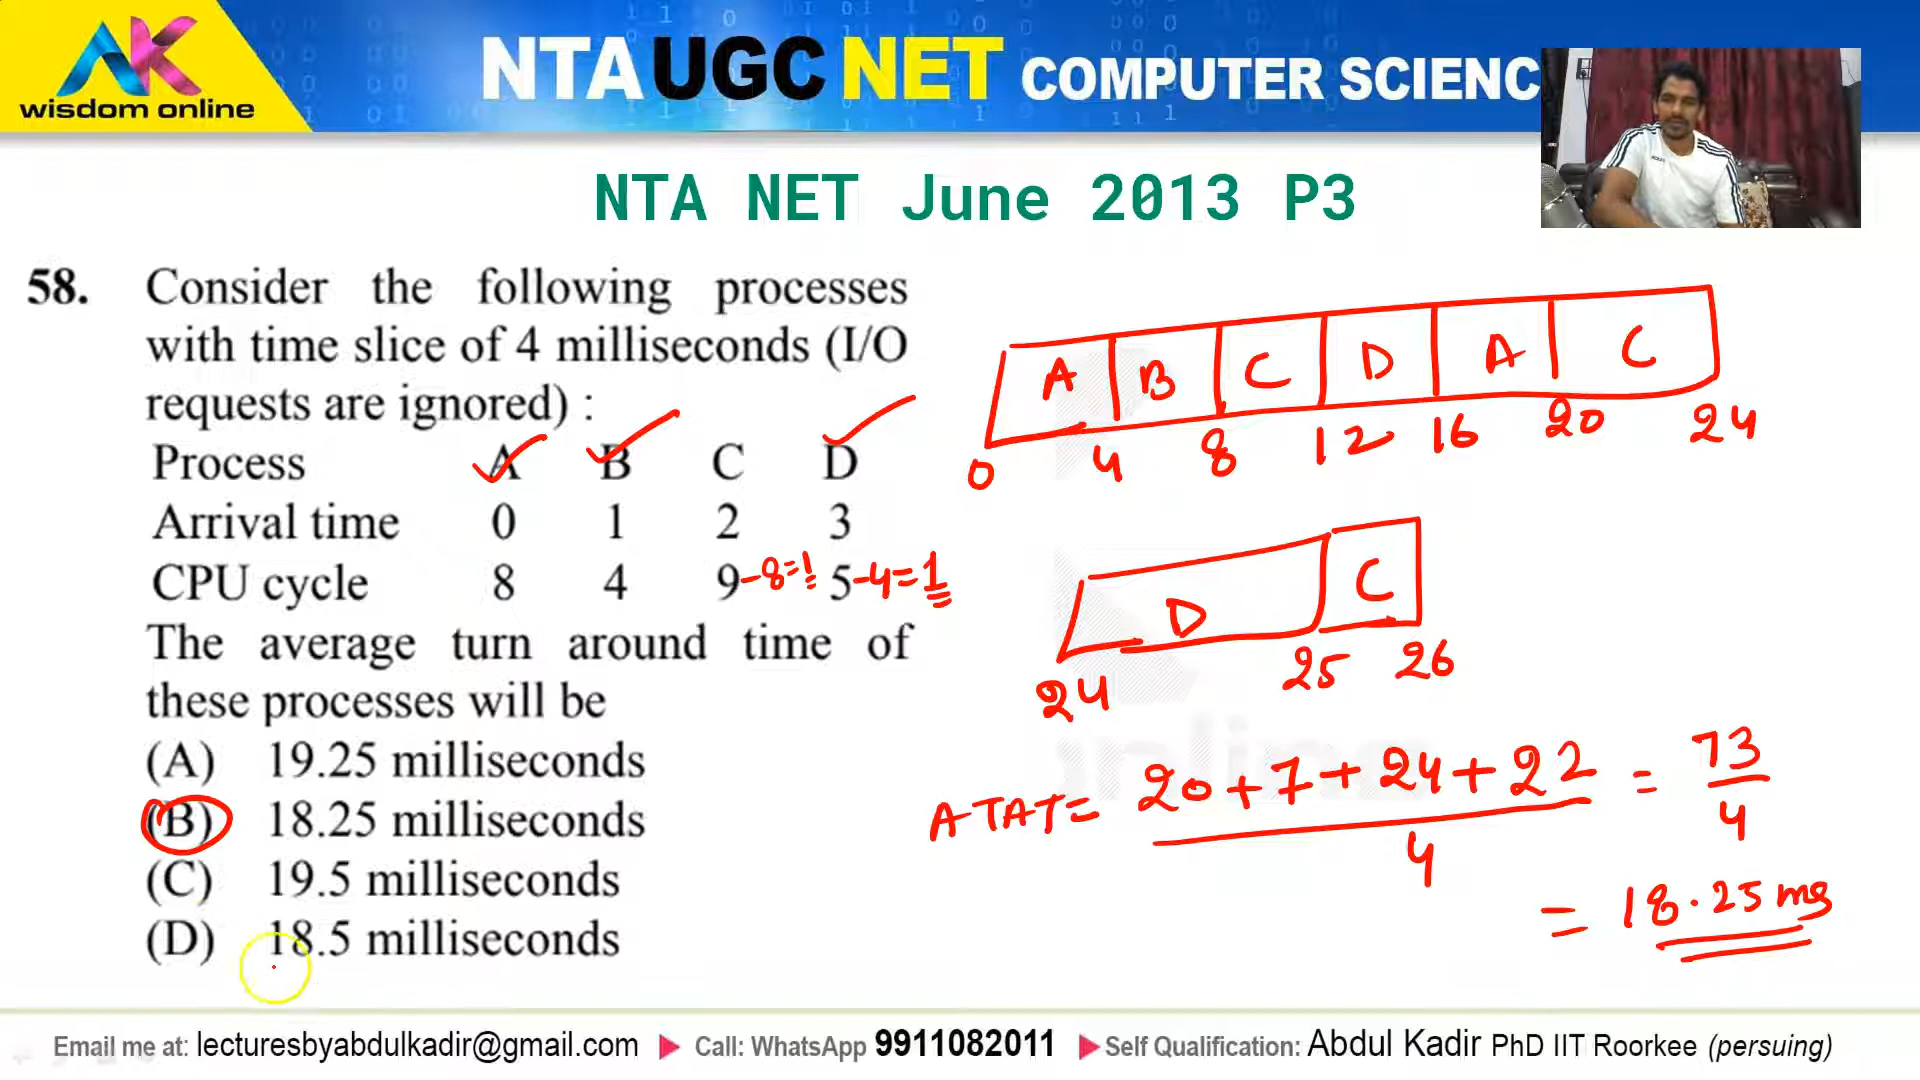 AK
wisdom online
NTA UGC NET COMPUTER SCIENC
NTA NET June 2013 P3
58. Consider the following processes
with time slice of 4 milliseconds (I/O
requests are ignored) :
Process A B C D
Arrival time 0 1 2 3
CPU cycle 8 4 9 -8=1 5 -4=1
The average turn around time of
these processes will be
(A) 19.25 milliseconds
(B) 18.25 milliseconds
(C) 19.5 milliseconds
(D) 18.5 milliseconds
A B C D A C
0 4 8 12 16 20 24
D C
24 25 26
ATAT = 20+7+24+22 / 4 = 73 / 4
= 18.25 ms
Email me at: lecturesbyabdulkadir@gmail.com Call: WhatsApp 9911082011 Self Qualification: Abdul Kadir PhD IIT Roorkee (persuing)